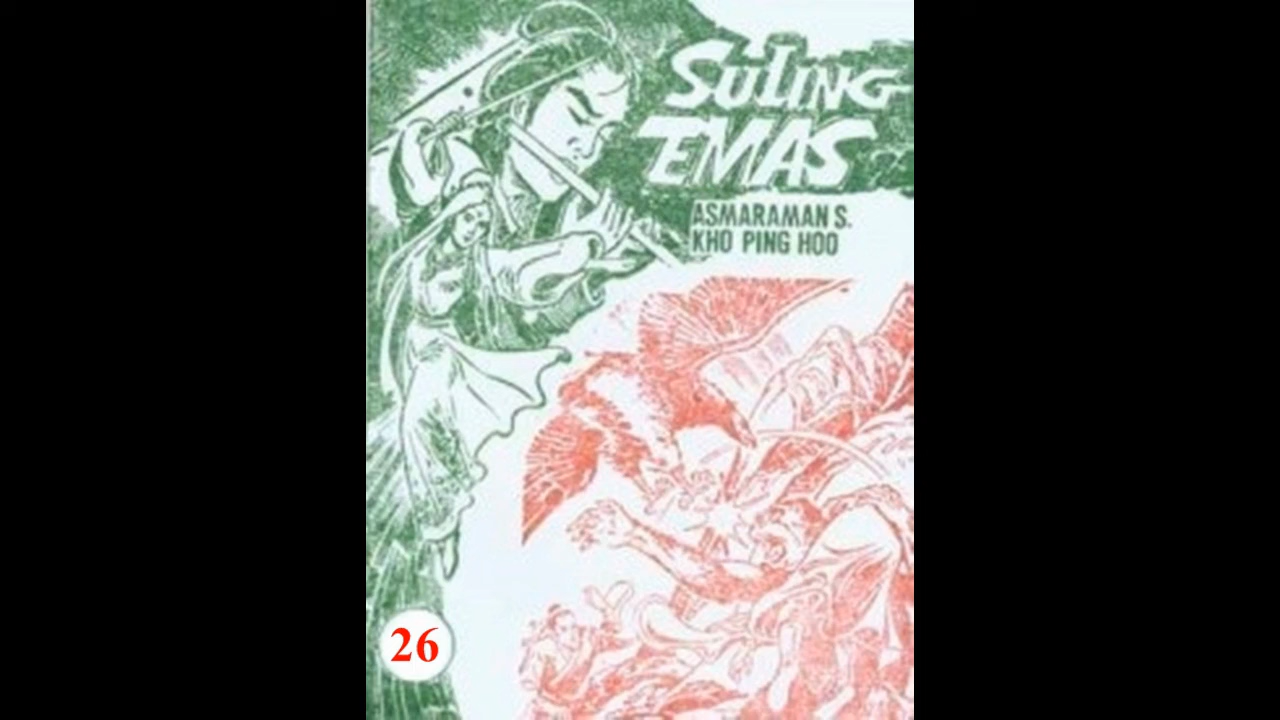 SULING
EMAS
ASMARAMAN S.
KHO PING HOO
26